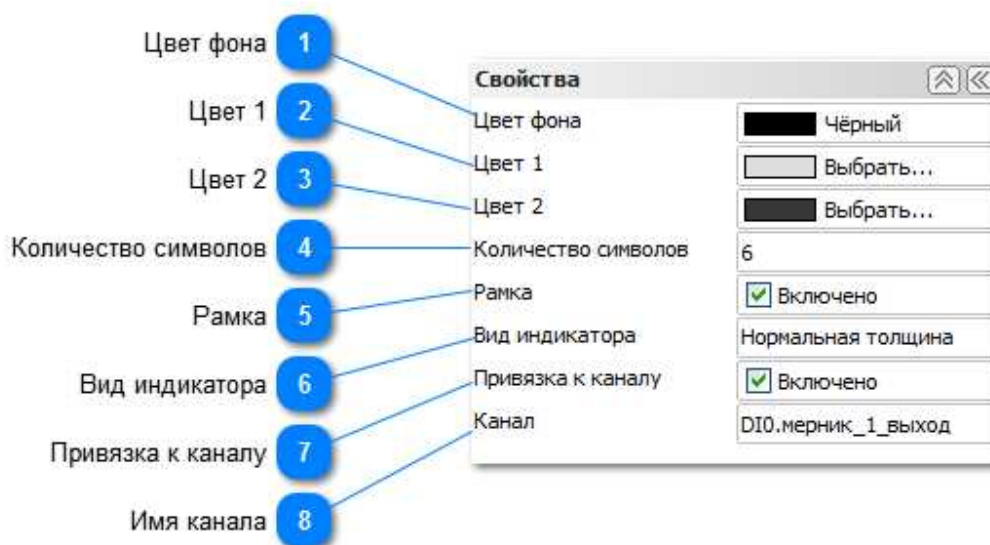 Цвет фона 1
Цвет 1 2
Цвет 2 3
Количество символов 4
Рамка 5
Вид индикатора 6
Привязка к каналу 7
Имя канала 8
Свойства
Цвет фона Чёрный
Цвет 1 Выбрать...
Цвет 2 Выбрать...
Количество символов 6
Рамка Включено
Вид индикатора Нормальная толщина
Привязка к каналу Включено
Канал DI0.мерник_1_выход